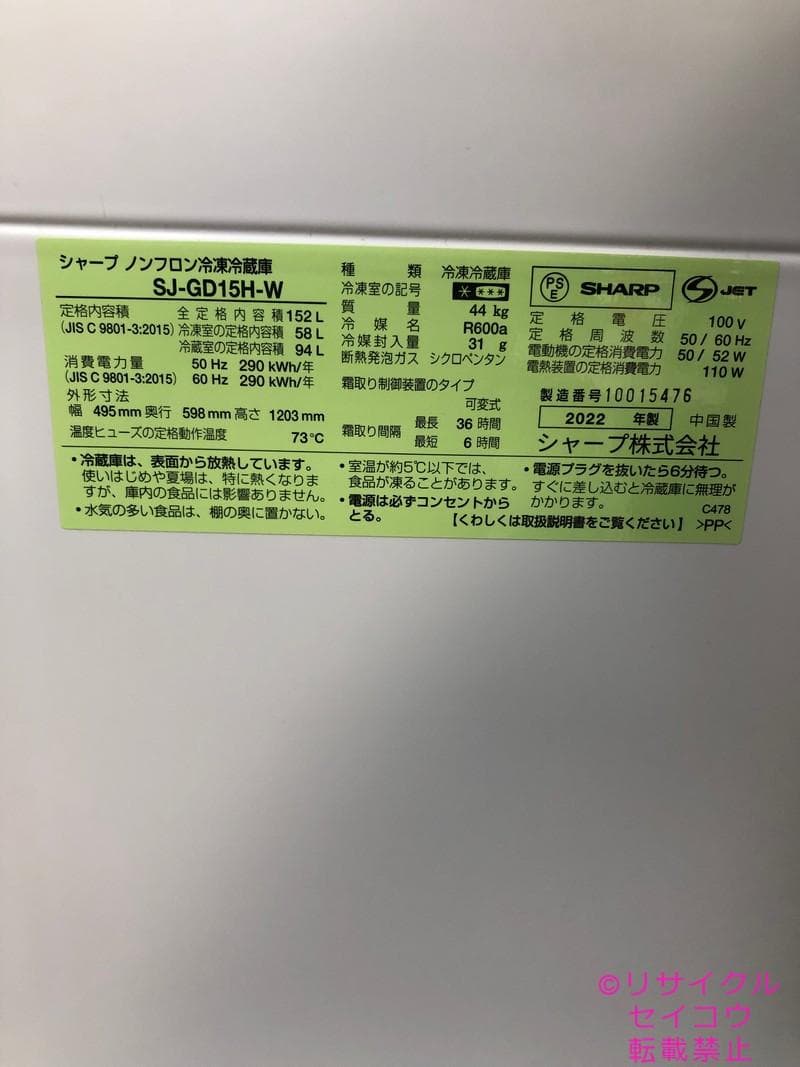 シャープ ノンフロン冷凍冷蔵庫
SJ-GD15H-W
定格内容積 全定格内容積 152 L
(JIS C 9801-3:2015) 冷凍室の定格内容積 58 L
冷蔵室の定格内容積 94 L
消費電力量 50 Hz 290 kWh/年
(JIS C 9801-3:2015) 60 Hz 290 kWh/年
外形寸法
幅 495 mm 奥行 598 mm 高さ 1203 mm
温度ヒューズの定格動作温度 73℃
種類 冷凍冷蔵庫
冷凍室の記号 * ***
質量 44 kg
冷媒名 R600a
冷媒封入量 31 g
断熱発泡ガス シクロペンタン
霜取り制御装置のタイプ
可変式
霜取り間隔 最長 36 時間
最短 6 時間
PSE SHARP S JET
定格電圧 100 V
定格周波数 50 / 60 Hz
電動機の定格消費電力 50 / 52 W
電熱装置の定格消費電力 110 W
製造番号 10015476
2022 年製 中国製
シャープ株式会社
・冷蔵庫は、表面から放熱しています。
使いはじめや夏場は、特に熱くなりま
すが、庫内の食品には影響ありません。
・水気の多い食品は、棚の奥に置かない。
・室温が約5℃以下では、
食品が凍ることがあります。
・電源は必ずコンセントから
とる。
・電源プラグを抜いたら6分待つ。
すぐに差し込むと冷蔵庫に無理が
かかります。
C478
【くわしくは取扱説明書をご覧ください】 >PP<
©リサイクル
セイコウ
転載禁止